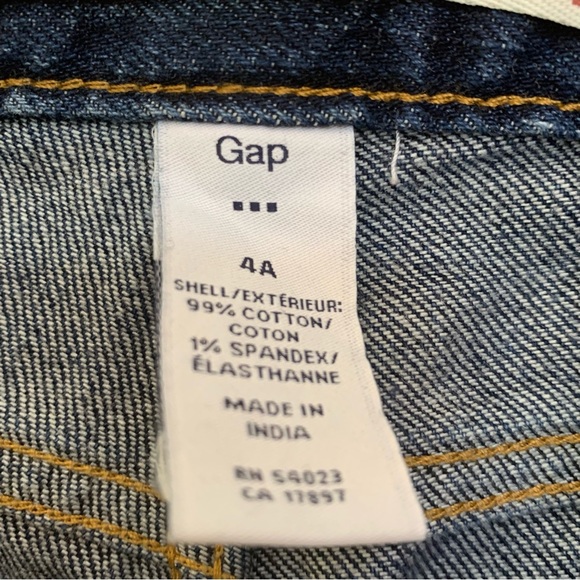 Gap
4A
SHELL/EXTÉRIEUR:
99% COTTON/
COTON
1% SPANDEX/
ÉLASTHANNE
MADE IN
INDIA
RN 54023
CA 17897